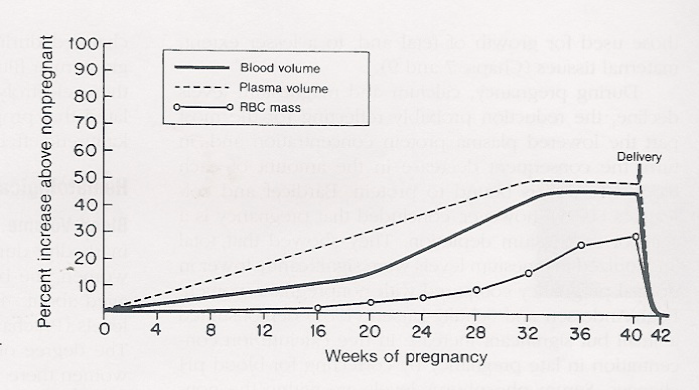 Percent increase above nonpregnant
100
90
80
70
60
50
40
30
20
10
Blood volume
Plasma volume
RBC mass
Delivery
0 4 8 12 16 20 24 28 32 36 40 42
Weeks of pregnancy